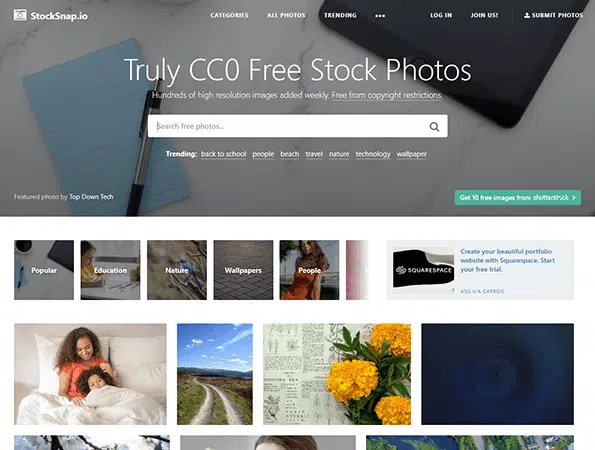 StockSnap.io
CATEGORIES ALL PHOTOS TRENDING ••• LOG IN JOIN US! SUBMIT PHOTOS
Truly CC0 Free Stock Photos
Hundreds of high resolution images added weekly. Free from copyright restrictions.
Search free photos...
Trending: back to school people beach travel nature technology wallpaper
Featured photo by Top Down Tech
Get 10 free images from shutterstock >
Popular Education Nature Wallpapers People
SQUARESPACE
Create your beautiful portfolio
website with Squarespace. Start
your free trial.
ADS VIA CARBON